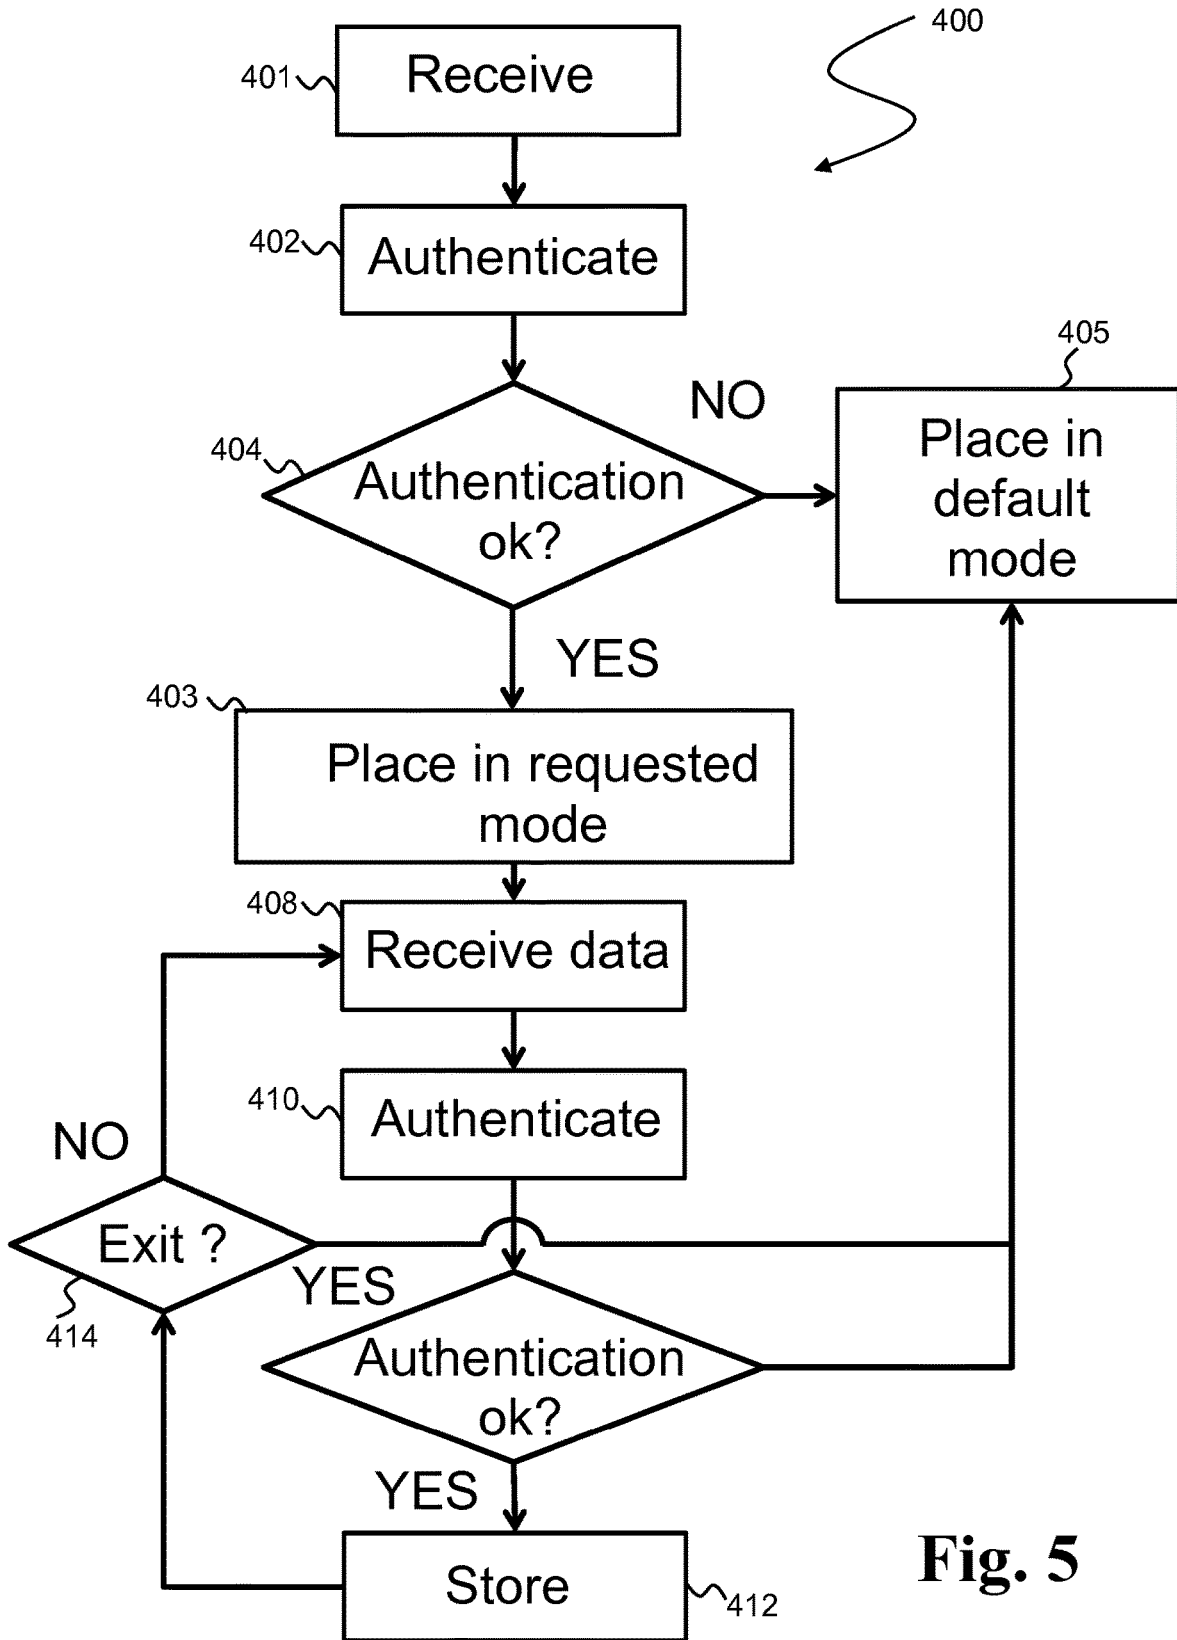 400
401
Receive
402
Authenticate
405
NO
Place in
default
mode
404
Authentication
ok?
YES
403
Place in requested
mode
408
Receive data
410
Authenticate
NO
Exit ?
YES
414
Authentication
ok?
YES
Store
412
Fig. 5